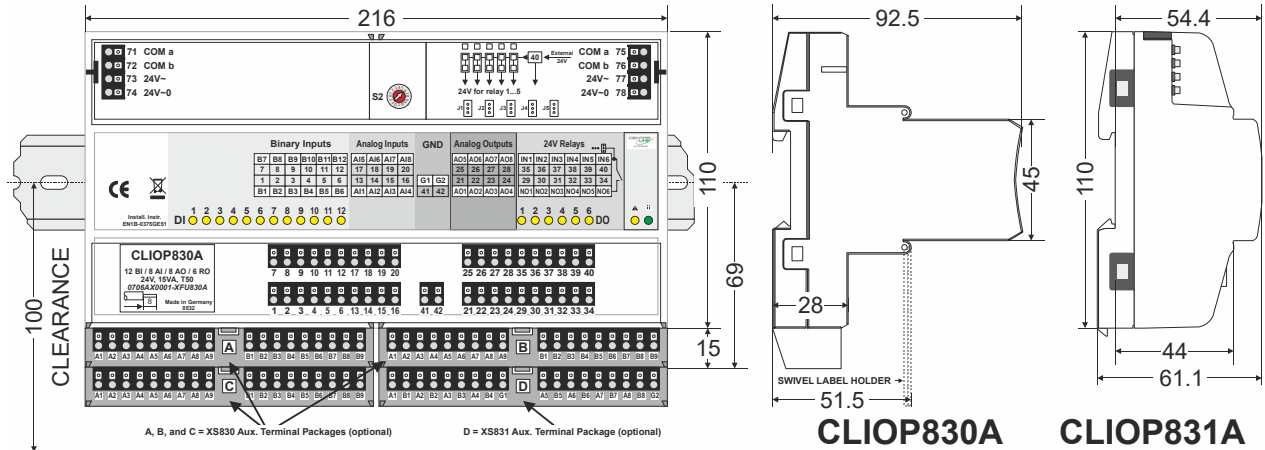 216
92.5
54.4
71 COM a
72 COM b
73 24V~
74 24V~0
S2
40
External
24V
24V for relay 1...5
J1 J2 J3 J4 J5
COM a 75
COM b 76
24V~ 77
24V~0 78
Binary Inputs
Analog Inputs
GND
Analog Outputs
24V Relays
B7 B8 B9 B10 B11 B12 AI5 AI6 AI7 AI8 AO5 AO6 AO7 AO8 IN1 IN2 IN3 IN4 IN5 IN6
7 8 9 10 11 12 17 18 19 20 25 26 27 28 35 36 37 38 39 40
1 2 3 4 5 6 13 14 15 16 G1 G2 21 22 23 24 29 30 31 32 33 34
B1 B2 B3 B4 B5 B6 AI1 AI2 AI3 AI4 41 42 AO1 AO2 AO3 AO4 NO1 NO2 NO3 NO4 NO5 NO6
CE
Install. Instr.
EN1B-0375GE51
DI 1 2 3 4 5 6 7 8 9 10 11 12
1 2 3 4 5 6 DO
CLIOP830A
12 BI / 8 AI / 8 AO / 6 RO
24V, 15VA, T50
0706AX0001-XFU830A
8
Made in Germany
0532
7 8 9 10 11 12 17 18 19 20
25 26 27 28 35 36 37 38 39 40
1 2 3 4 5 6 13 14 15 16
41 42
21 22 23 24 29 30 31 32 33 34
A1 A2 A3 A4 A5 A6 A7 A8 A9 A B1 B2 B3 B4 B5 B6 B7 B8 B9
A1 A2 A3 A4 A5 A6 A7 A8 A9 B B1 B2 B3 B4 B5 B6 B7 B8 B9
A1 A2 A3 A4 A5 A6 A7 A8 A9 C B1 B2 B3 B4 B5 B6 B7 B8 B9
A1 B1 A2 B2 A3 B3 A4 B4 G1 D A5 B5 A6 B6 A7 B7 A8 B8 G2
A, B, and C = XS830 Aux. Terminal Packages (optional)
D = XS831 Aux. Terminal Package (optional)
100
CLEARANCE
110
69
15
45
28
SWIVEL LABEL HOLDER
51.5
CLIOP830A
110
44
61.1
CLIOP831A